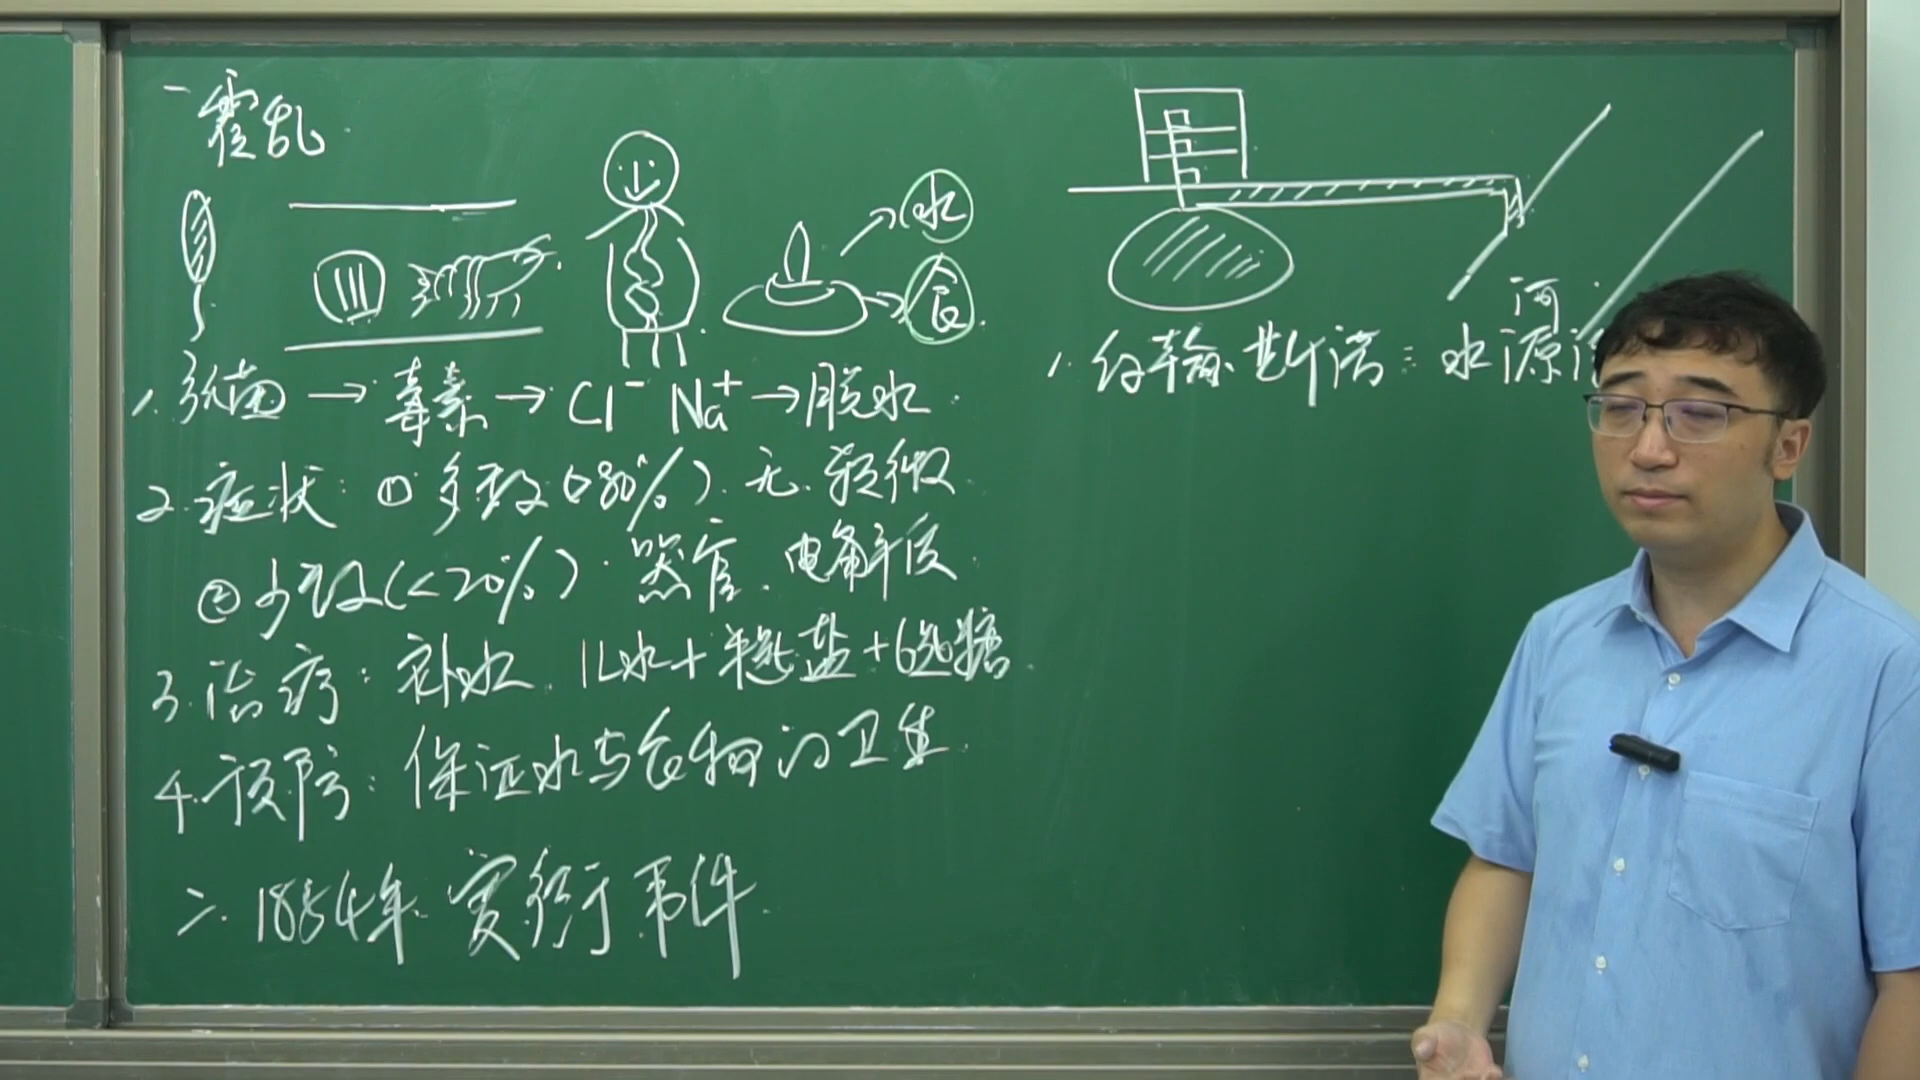 一 霍乱
水
食
1. 弧菌 → 毒素 → Cl⁻ Na⁺ → 脱水
2. 症状: ① 多数(>80%). 无. 轻微
② 少数(<20%). 器官. 电解质
3. 治疗: 补水. 1L水+半匙盐+6匙糖.
4. 预防: 保证水与食物的卫生.
二. 1854年 宽街事件
河
1. 约翰·斯诺: 水源